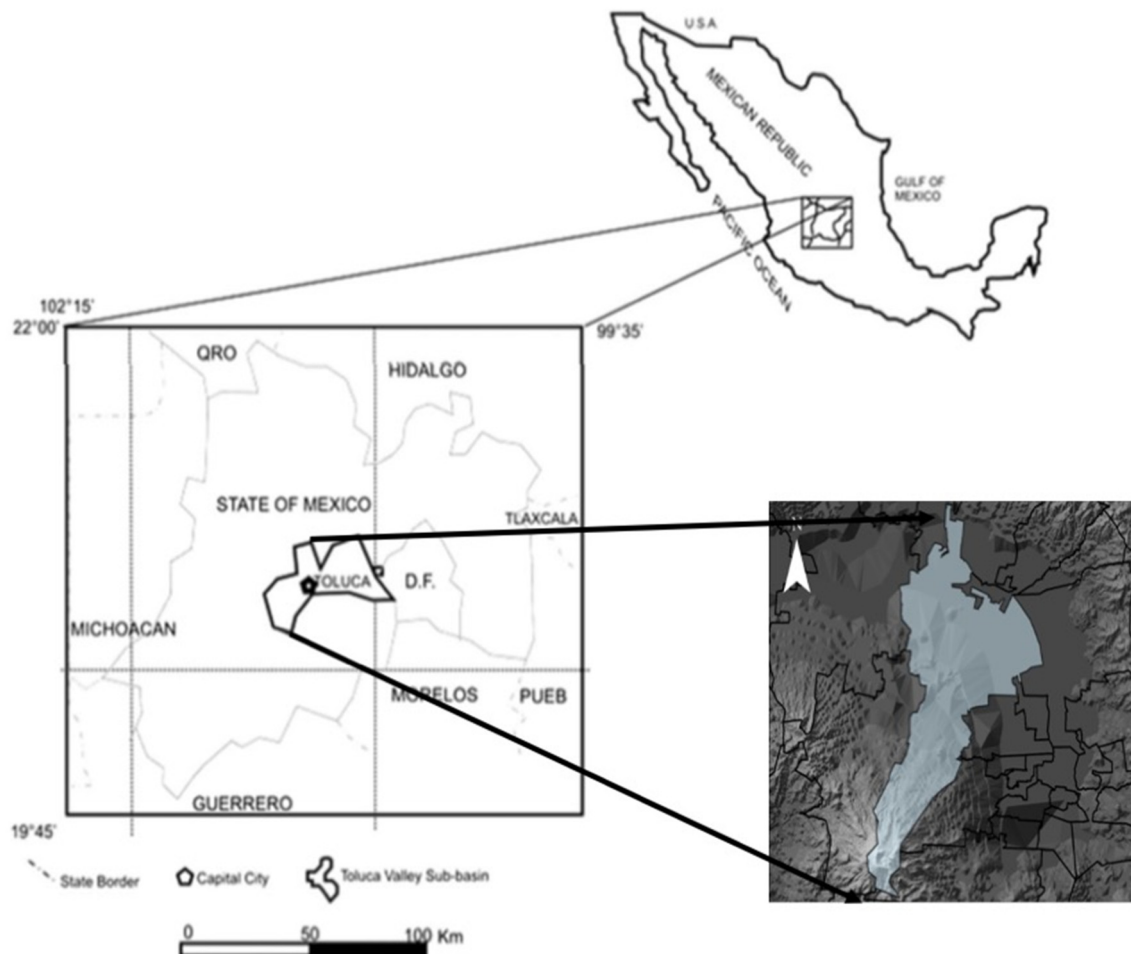 U.S.A
MEXICAN REPUBLIC
GULF OF
MEXICO
PACIFIC OCEAN
102°15'
22°00'
99°35'
QRO
HIDALGO
STATE OF MEXICO
TLAXCALA
TOLUCA
D.F.
MICHOACAN
MORELOS
PUEB
GUERRERO
19°45'
N
State Border
Capital City
Toluca Valley Sub-basin
0
50
100 Km